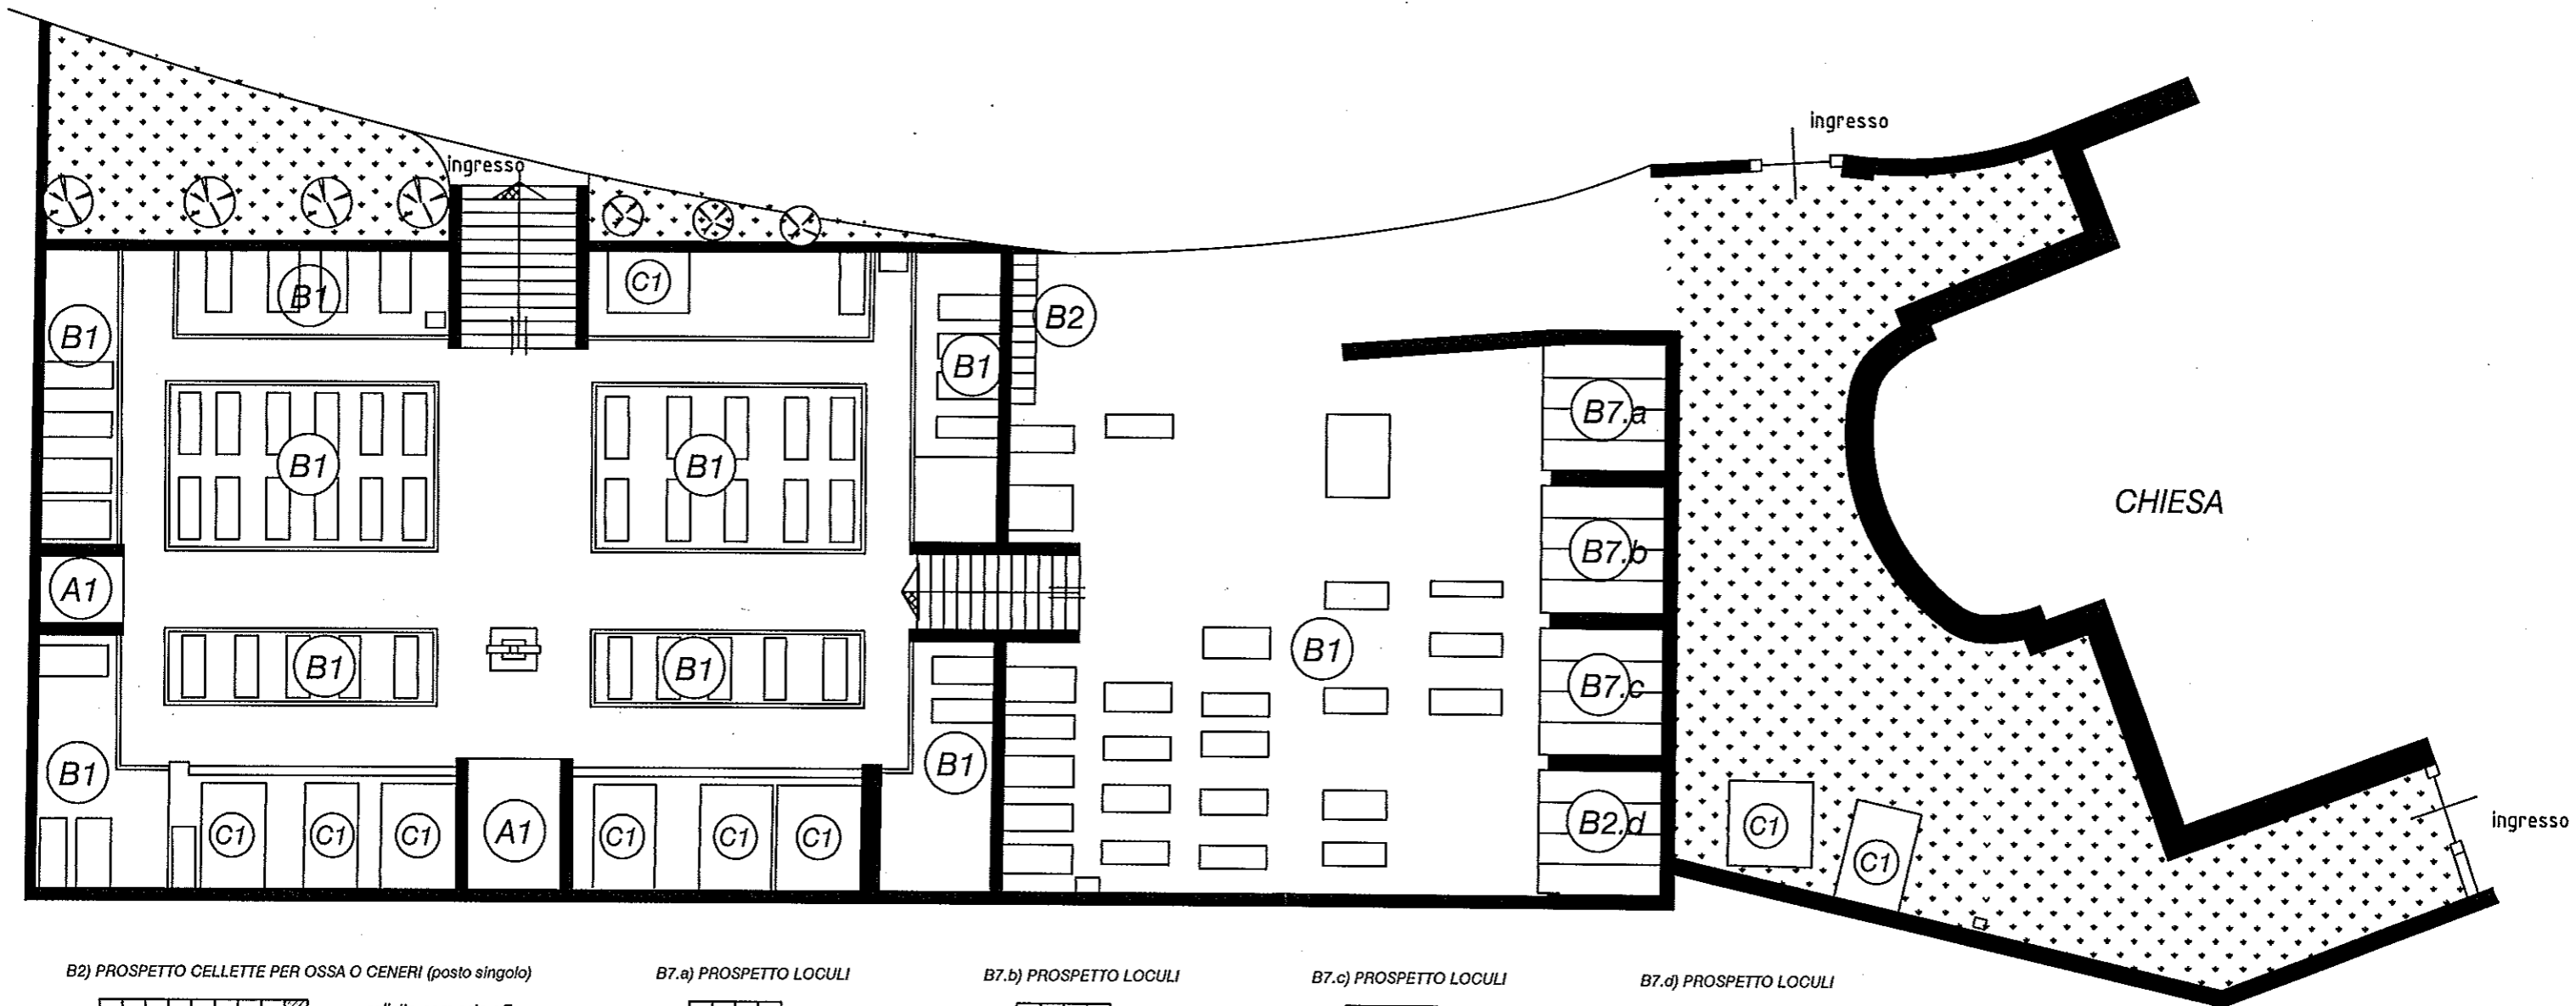 ingresso
ingresso
B1
C1
B1
B1
B2
B1
B7.a
B1
B1
CHIESA
B7.b
A1
B1
B1
B1
B7.c
B1
B1
C1
C1
C1
A1
C1
C1
C1
B2.d
C1
C1
ingresso
B2) PROSPETTO CELLETTE PER OSSA O CENERI (posto singolo)
B7.a) PROSPETTO LOCULI
B7.b) PROSPETTO LOCULI
B7.c) PROSPETTO LOCULI
B7.d) PROSPETTO LOCULI